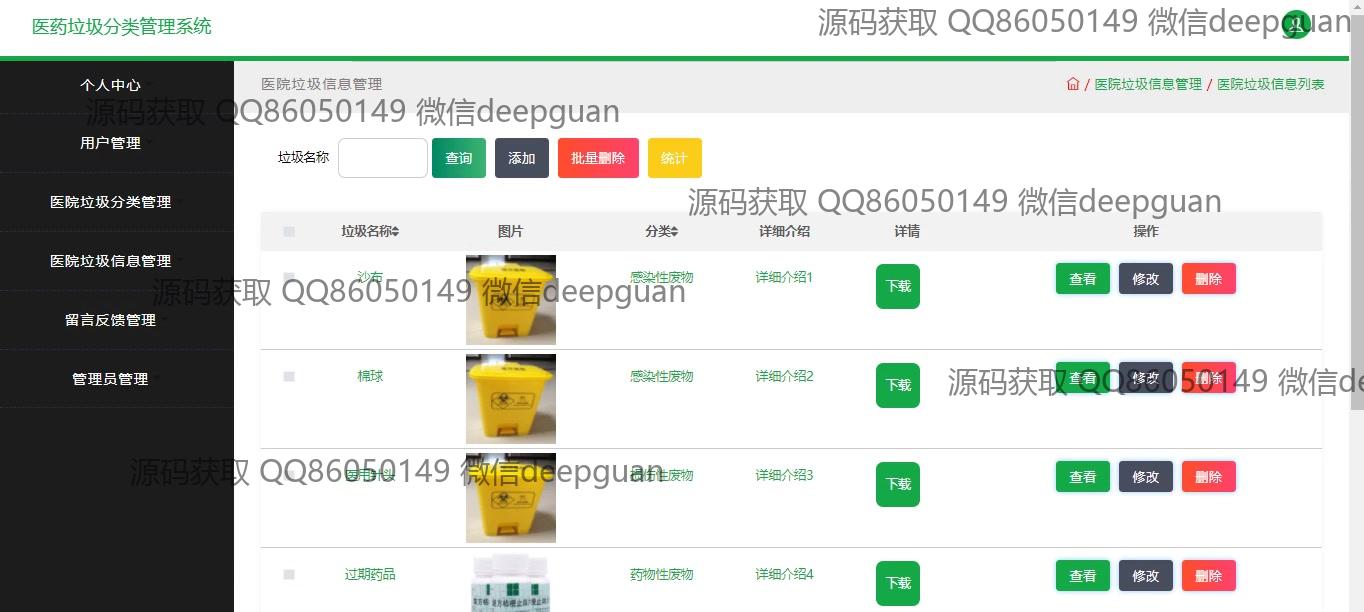 医药垃圾分类管理系统
源码获取 QQ86050149 微信deepguan
个人中心
医院垃圾信息管理
/ 医院垃圾信息管理 / 医院垃圾信息列表
源码获取 QQ86050149 微信deepguan
用户管理
垃圾名称 查询 添加 批量删除 统计
医院垃圾分类管理
源码获取 QQ86050149 微信deepguan
垃圾名称 图片 分类 详细介绍 详情 操作
医院垃圾信息管理
沙布 感染性废物 详细介绍1 下载 查看 修改 删除
源码获取 QQ86050149 微信deepguan
留言反馈管理
管理员管理
棉球 感染性废物 详细介绍2 下载 查看 修改 删除
源码获取 QQ86050149 微信de
医用针头 损伤性废物 详细介绍3 下载 查看 修改 删除
源码获取 QQ86050149 微信deepguan
过期药品 药物性废物 详细介绍4 下载 查看 修改 删除